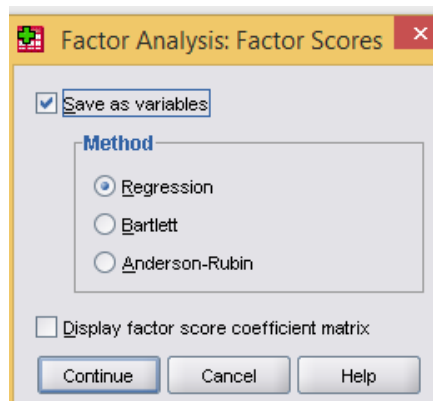 Factor Analysis: Factor Scores
Save as variables
Method
Regression
Bartlett
Anderson-Rubin
Display factor score coefficient matrix
Continue Cancel Help